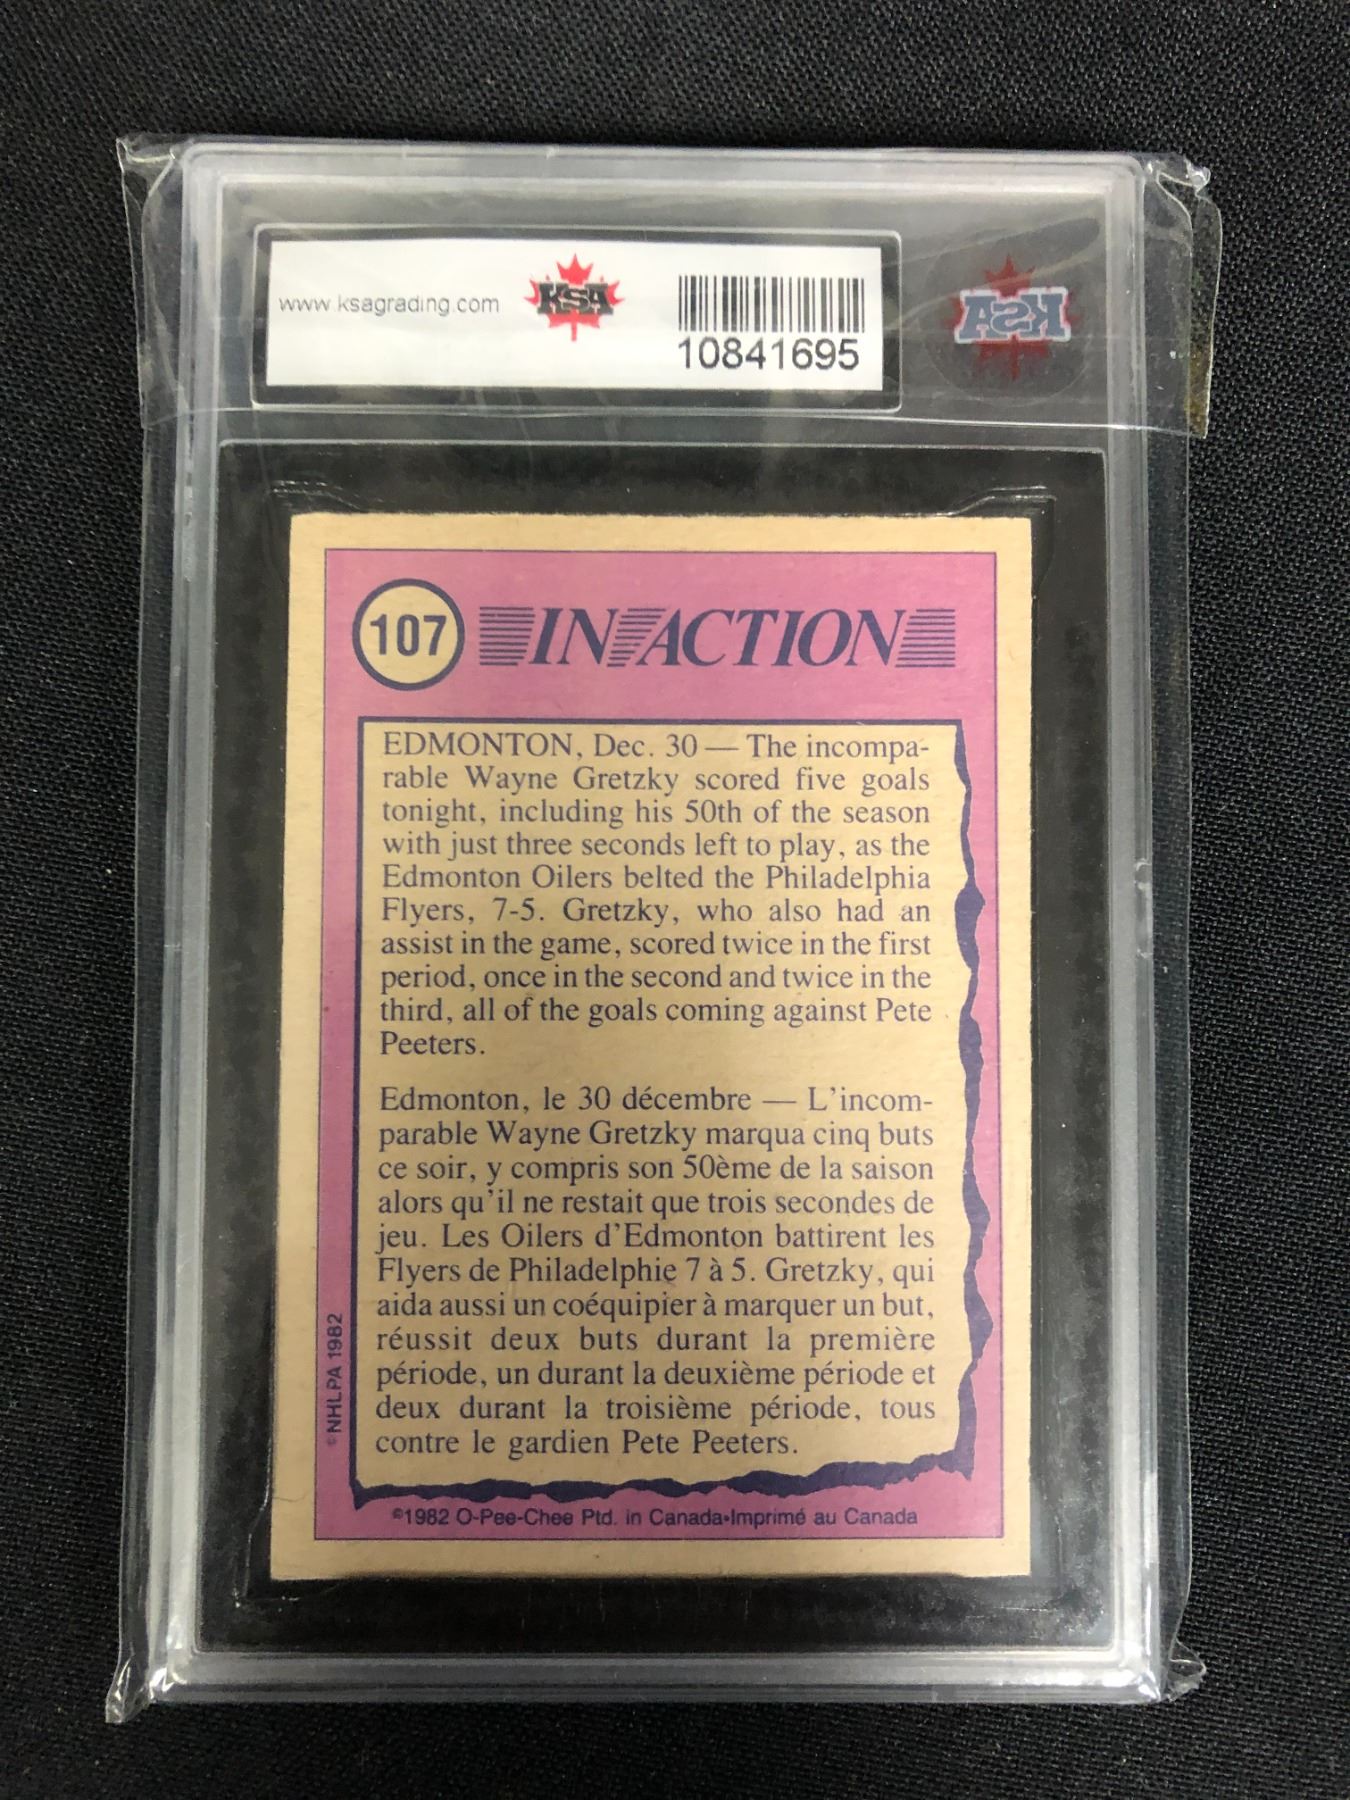 www.ksagrading.com
KSA
10841695
KSA
107
IN ACTION
EDMONTON, Dec. 30 — The incompa-
rable Wayne Gretzky scored five goals
tonight, including his 50th of the season
with just three seconds left to play, as the
Edmonton Oilers belted the Philadelphia
Flyers, 7-5. Gretzky, who also had an
assist in the game, scored twice in the first
period, once in the second and twice in the
third, all of the goals coming against Pete
Peeters.
Edmonton, le 30 décembre — L'incom-
parable Wayne Gretzky marqua cinq buts
ce soir, y compris son 50ème de la saison
alors qu'il ne restait que trois secondes de
jeu. Les Oilers d'Edmonton battirent les
Flyers de Philadelphie 7 à 5. Gretzky, qui
aida aussi un coéquipier à marquer un but,
réussit deux buts durant la première
période, un durant la deuxième période et
deux durant la troisième période, tous
contre le gardien Pete Peeters.
©NHLPA 1982
©1982 O-Pee-Chee Ptd. in Canada•Imprimé au Canada